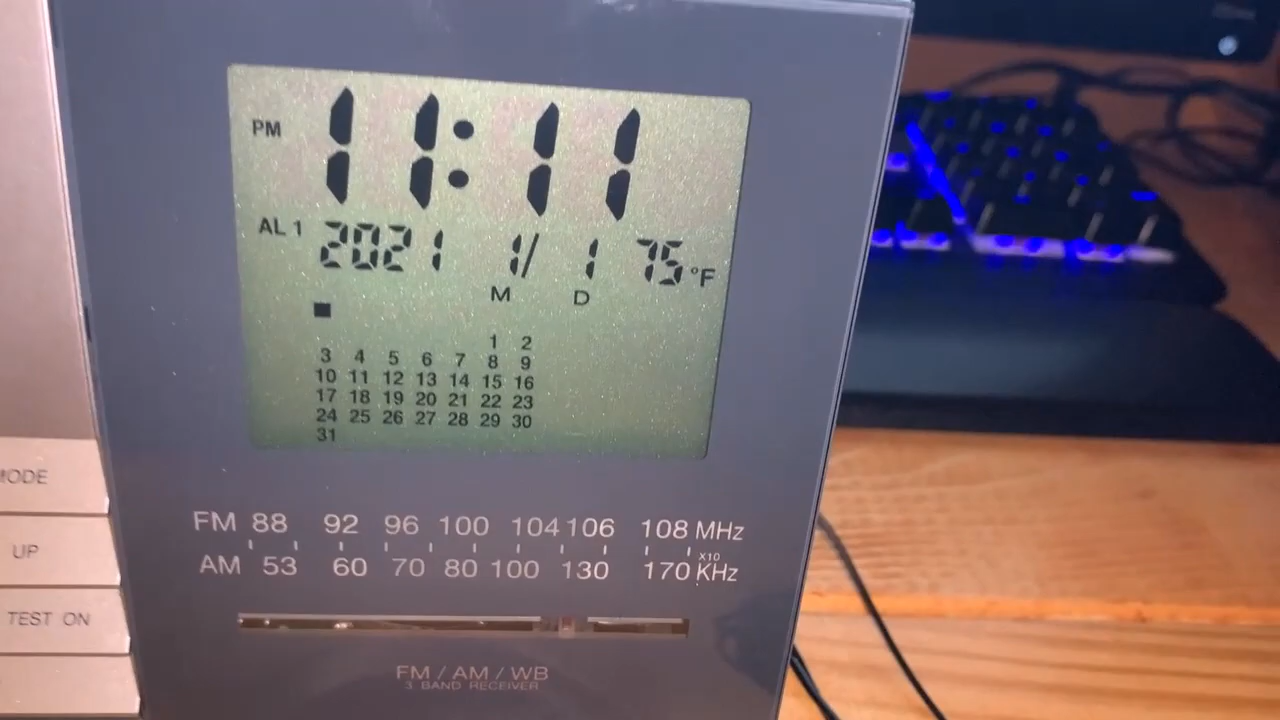 PM 11:11
AL 1 2021 1/ 1 75°F
M D
1 2
3 4 5 6 7 8 9
10 11 12 13 14 15 16
17 18 19 20 21 22 23
24 25 26 27 28 29 30
31
MODE
UP
TEST ON
FM 88 92 96 100 104 106 108 MHz
X10
AM 53 60 70 80 100 130 170 KHz
FM / AM / WB
3 BAND RECEIVER